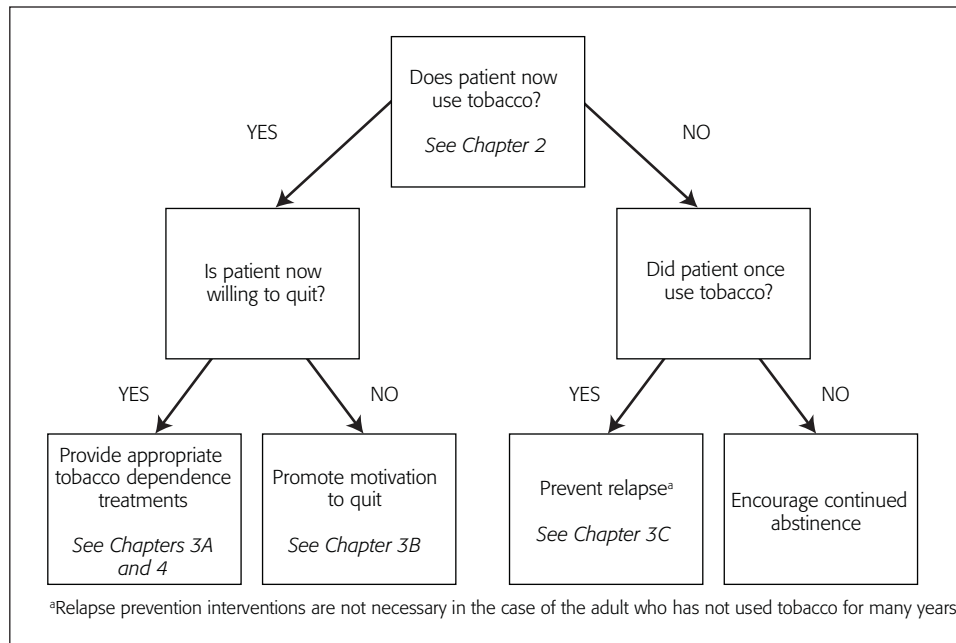 Does patient now
use tobacco?
See Chapter 2
YES
NO
Is patient now
willing to quit?
Did patient once
use tobacco?
YES
NO
YES
NO
Provide appropriate
tobacco dependence
treatments
See Chapters 3A
and 4
Promote motivation
to quit
See Chapter 3B
Prevent relapseᵃ
See Chapter 3C
Encourage continued
abstinence
ᵃRelapse prevention interventions are not necessary in the case of the adult who has not used tobacco for many years